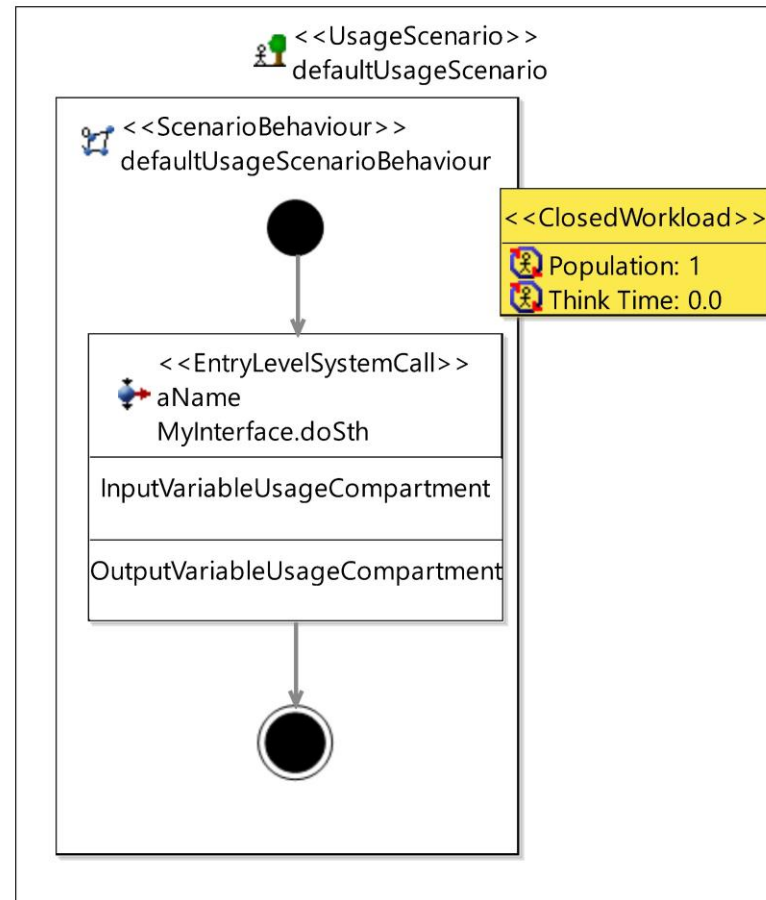 <<UsageScenario>>
defaultUsageScenario
<<ScenarioBehaviour>>
defaultUsageScenarioBehaviour
<<ClosedWorkload>>
Population: 1
Think Time: 0.0
<<EntryLevelSystemCall>>
aName
MyInterface.doSth
InputVariableUsageCompartment
OutputVariableUsageCompartment